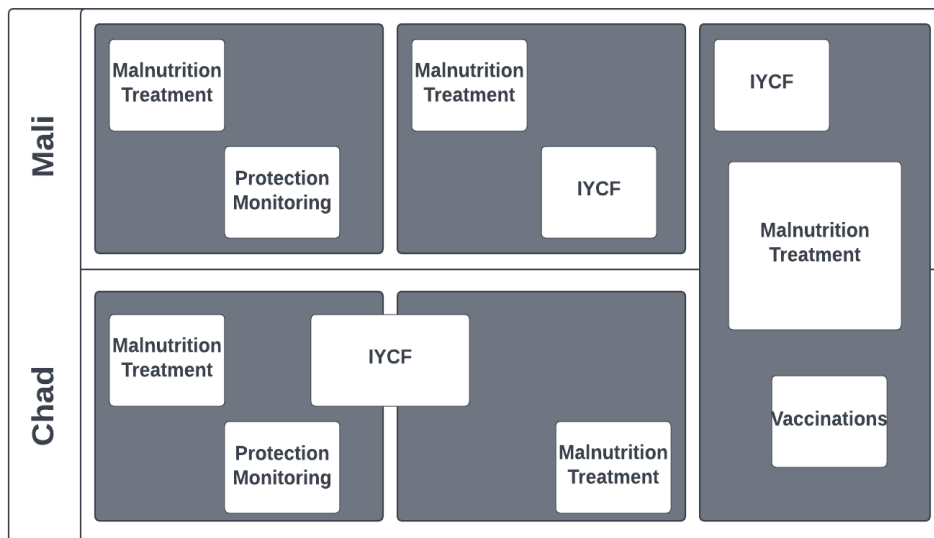 Mali
Malnutrition
Treatment
Protection
Monitoring
Malnutrition
Treatment
IYCF
IYCF
Malnutrition
Treatment
Vaccinations
Chad
Malnutrition
Treatment
IYCF
Protection
Monitoring
Malnutrition
Treatment